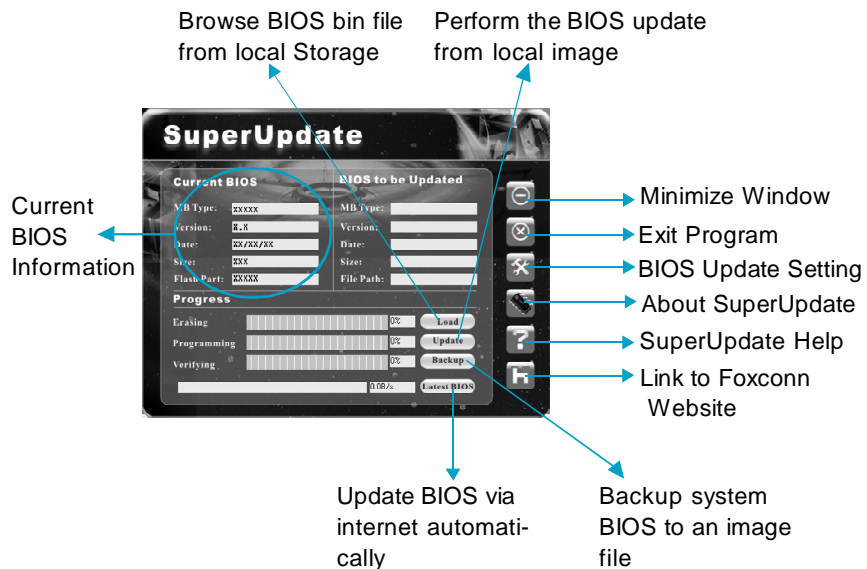 Browse BIOS bin file
from local Storage
Perform the BIOS update
from local image
SuperUpdate
Current BIOS
MB Type: xxxxx
Version: X.X
Date: xx/xx/xx
Size: XXX
Flash Part: XXXXX
BIOS to be Updated
MB Type:
Version:
Date:
Size:
File Path:
Progress
Erasing 0% Load
Programming 0% Update
Verifying 0% Backup
0.0B/s Latest BIOS
Current
BIOS
Information
Minimize Window
Exit Program
BIOS Update Setting
About SuperUpdate
? SuperUpdate Help
Link to Foxconn
Website
Update BIOS via
internet automati-
cally
Backup system
BIOS to an image
file